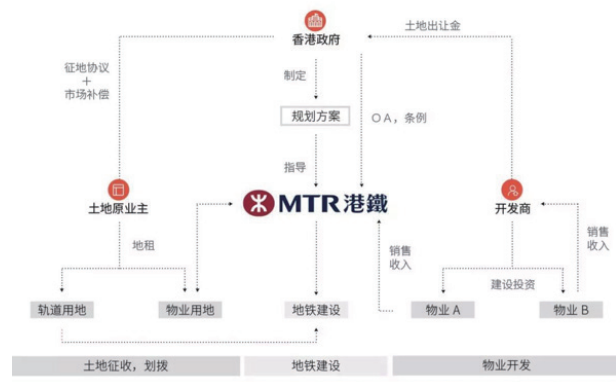 香港政府
土地出让金
征地协议
+
市场补偿
制定
规划方案
OA，条例
指导
土地原业主
MTR港鐵
开发商
地租
销售
收入
销售
收入
建设投资
轨道用地
物业用地
地铁建设
物业 A
物业 B
土地征收，划拨
地铁建设
物业开发